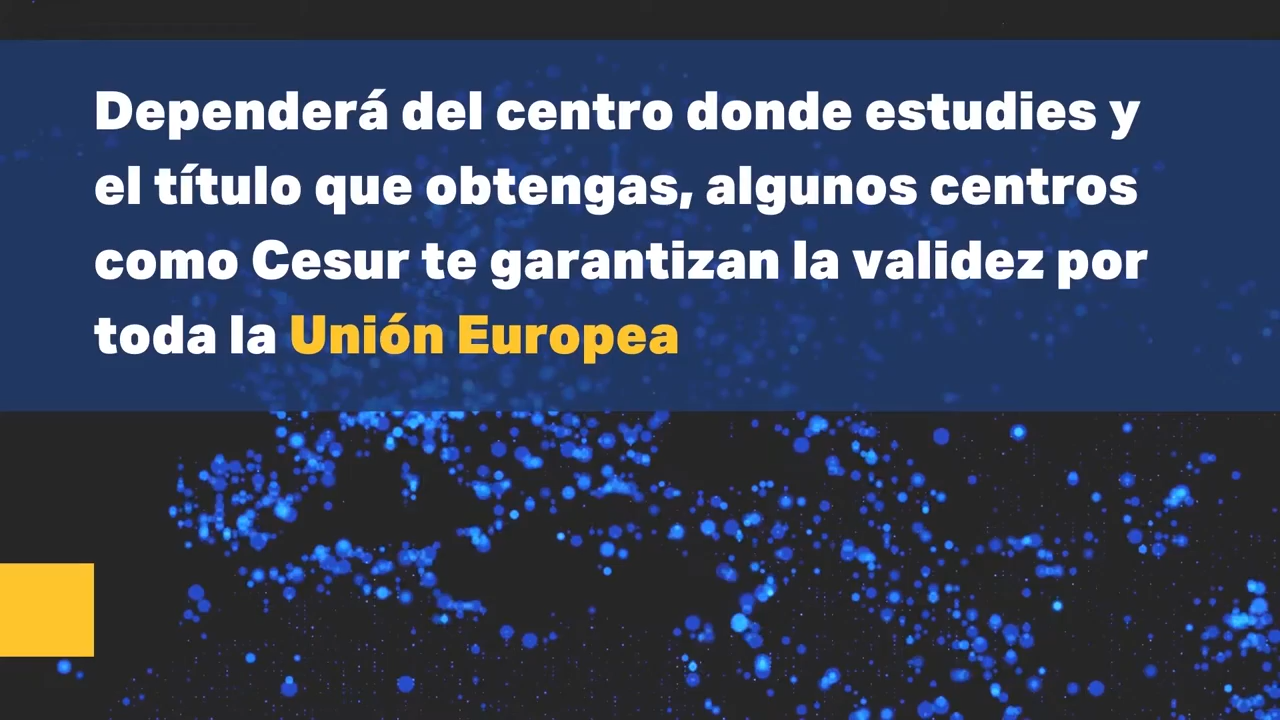 Dependerá del centro donde estudies y
el título que obtengas, algunos centros
como Cesur te garantizan la validez por
toda la Unión Europea